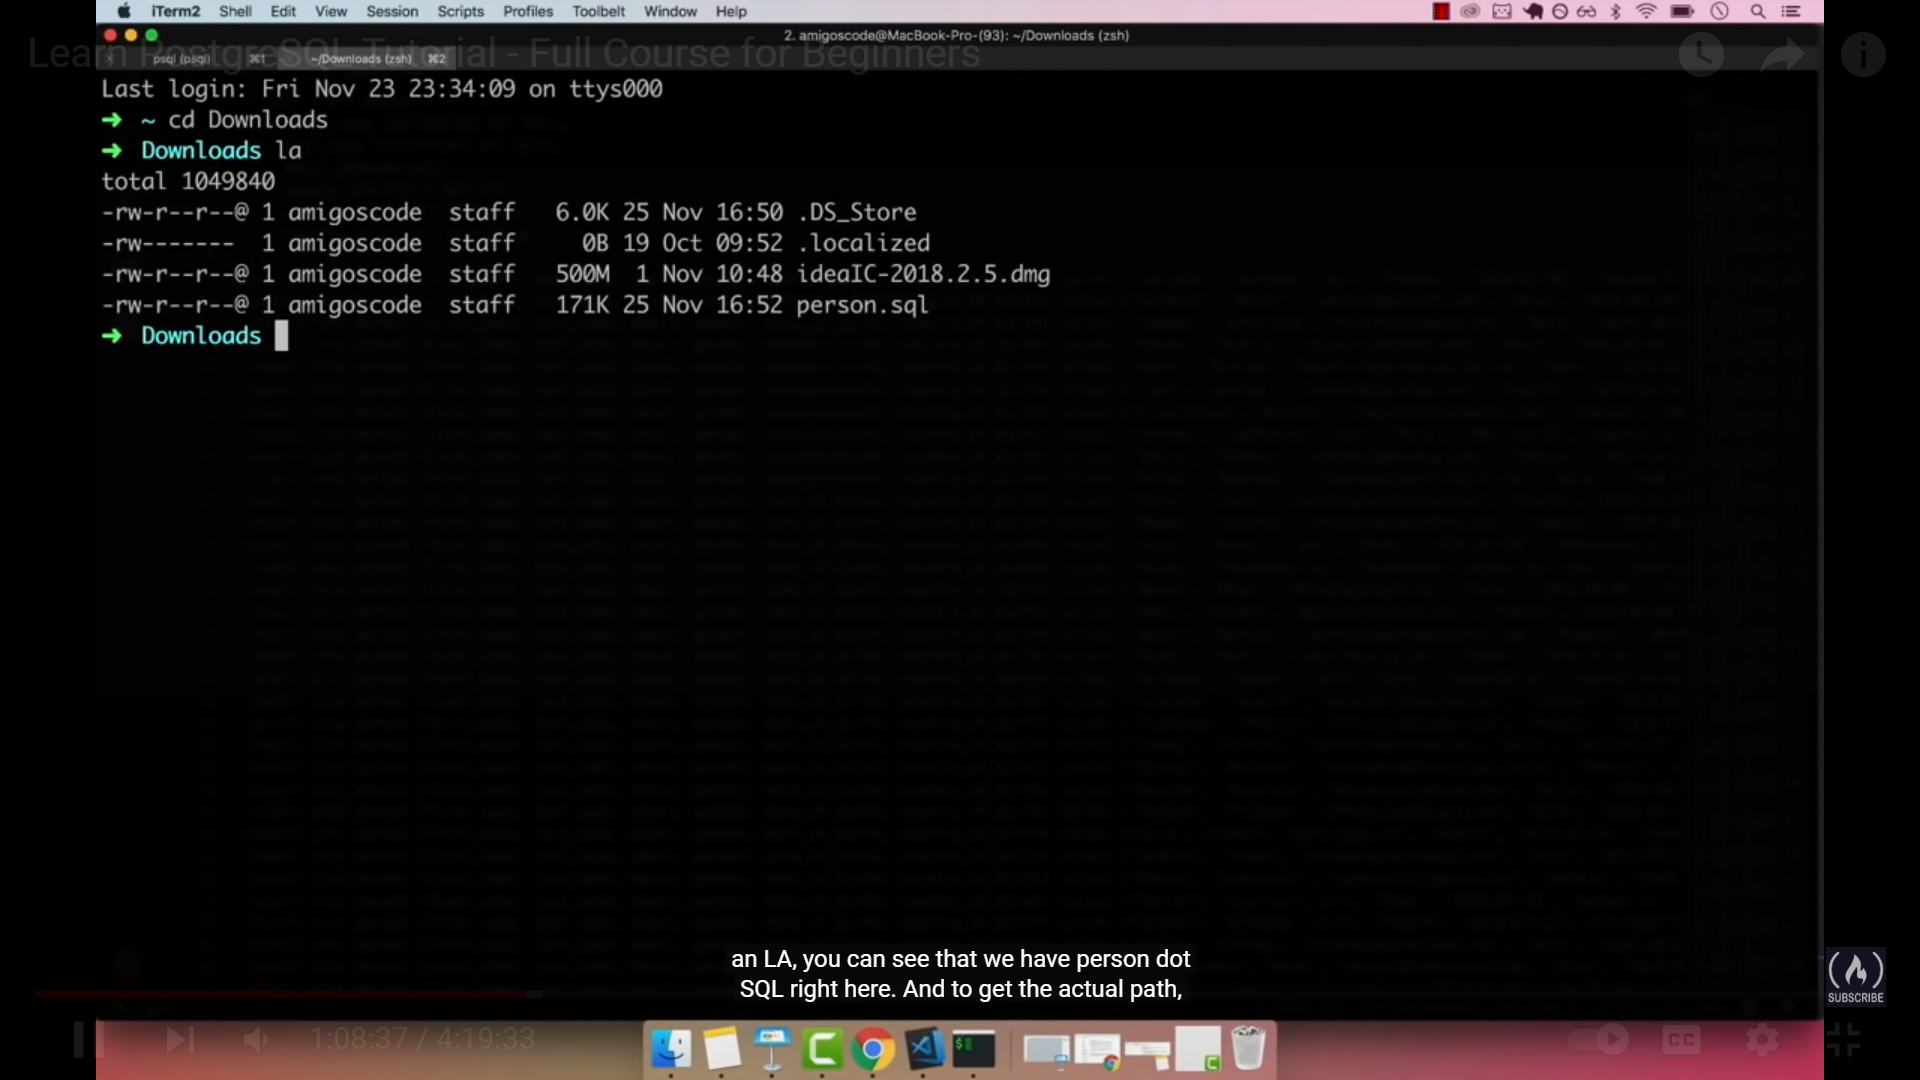 iTerm2 Shell Edit View Session Scripts Profiles Toolbelt Window Help
2. amigoscode@MacBook-Pro-(93): ~/Downloads (zsh)
Learn PostgreSQL Tutorial - Full Course for Beginners
psql (psql) ⌘1 ~/Downloads (zsh) ⌘2
Last login: Fri Nov 23 23:34:09 on ttys000
➜ ~ cd Downloads
➜ Downloads la
total 1049840
-rw-r--r--@ 1 amigoscode staff 6.0K 25 Nov 16:50 .DS_Store
-rw------- 1 amigoscode staff 0B 19 Oct 09:52 .localized
-rw-r--r--@ 1 amigoscode staff 500M 1 Nov 10:48 ideaIC-2018.2.5.dmg
-rw-r--r--@ 1 amigoscode staff 171K 25 Nov 16:52 person.sql
➜ Downloads
an LA, you can see that we have person dot
SQL right here. And to get the actual path,
SUBSCRIBE
1:08:37 / 4:19:33
CC